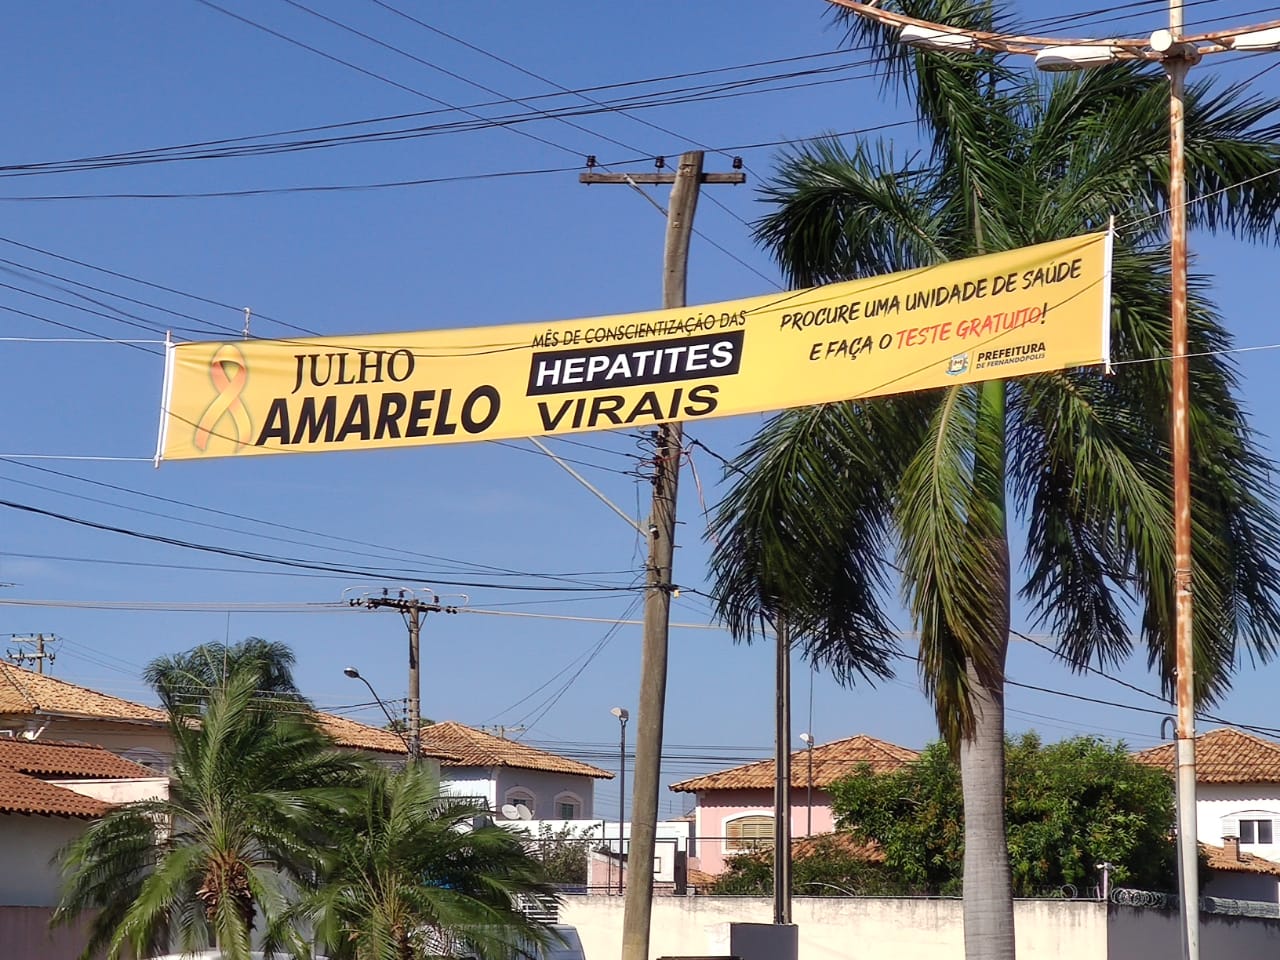 JULHO
AMARELO
MÊS DE CONSCIENTIZAÇÃO DAS
HEPATITES
VIRAIS
PROCURE UMA UNIDADE DE SAÚDE
E FAÇA O TESTE GRATUITO!
PREFEITURA
DE FERNANDÓPOLIS